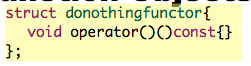 struct donothingfunctor{
void operator()()const{}
};